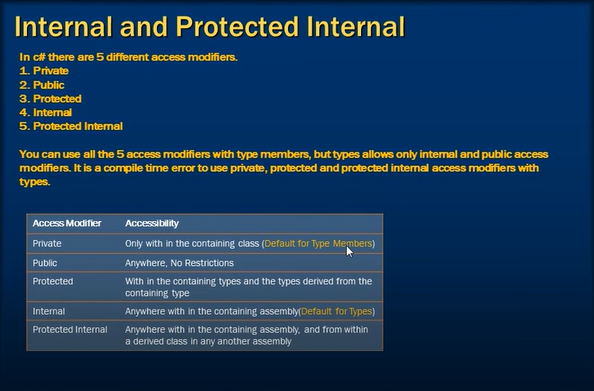 Internal and Protected Internal
In c# there are 5 different access modifiers.
1. Private
2. Public
3. Protected
4. Internal
5. Protected Internal
You can use all the 5 access modifiers with type members, but types allows only internal and public access
modifiers. It is a compile time error to use private, protected and protected internal access modifiers with
types.
Access Modifier Accessibility
Private Only with in the containing class (Default for Type Members)
Public Anywhere, No Restrictions
Protected With in the containing types and the types derived from the
containing type
Internal Anywhere with in the containing assembly(Default for Types)
Protected Internal Anywhere with in the containing assembly, and from within
a derived class in any another assembly